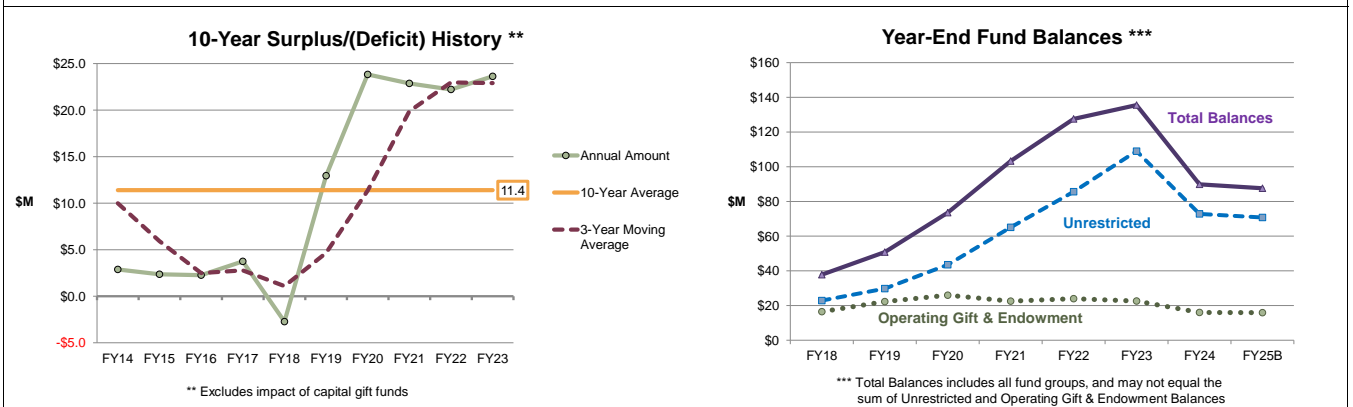 10-Year Surplus/(Deficit) History **
$25.0
$20.0
$15.0
$10.0
$5.0
$0.0
-$5.0
$M
11.4
Annual Amount
10-Year Average
3-Year Moving
Average
FY14 FY15 FY16 FY17 FY18 FY19 FY20 FY21 FY22 FY23
** Excludes impact of capital gift funds
Year-End Fund Balances ***
$160
$140
$120
$100
$80
$60
$40
$20
$0
$M
Total Balances
Unrestricted
Operating Gift & Endowment
FY18 FY19 FY20 FY21 FY22 FY23 FY24 FY25B
*** Total Balances includes all fund groups, and may not equal the
sum of Unrestricted and Operating Gift & Endowment Balances